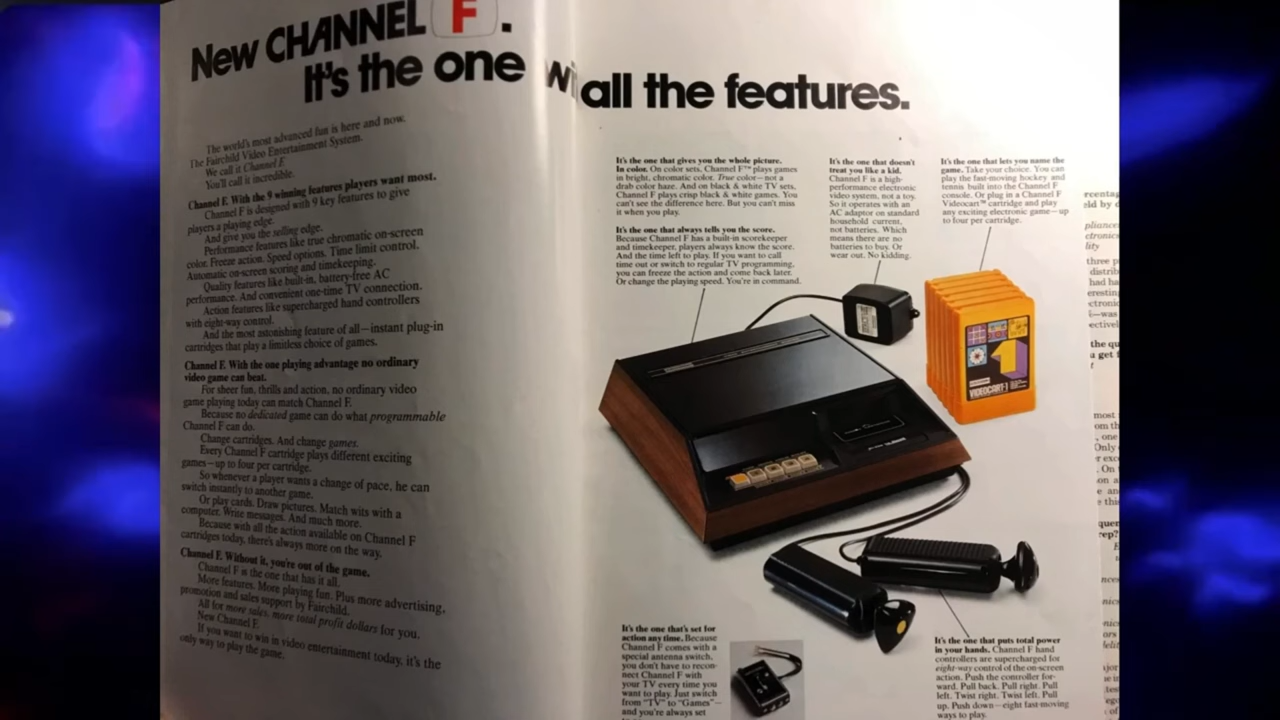 New CHANNEL F.
It's the one wi all the features.
The world's most advanced fun is here and now.
The Fairchild Video Entertainment System.
We call it Channel F.
You'll call it incredible.
Channel F. With the 9 winning features players want most.
Channel F is designed with 9 key features to give
players a playing edge.
And give you the selling edge.
Performance features like true chromatic on-screen
color. Freeze action. Speed options. Time limit control.
Automatic on-screen scoring and timekeeping.
Quality features like built-in, battery-free AC
performance. And convenient one-time TV connection.
Action features like supercharged hand controllers
with eight-way control.
And the most astonishing feature of all—instant plug-in
cartridges that play a limitless choice of games.
Channel F. With the one playing advantage no ordinary
video game can beat.
For sheer fun, thrills and action, no ordinary video
game playing today can match Channel F.
Because no dedicated game can do what programmable
Channel F can do.
Change cartridges. And change games.
Every Channel F cartridge plays different exciting
games—up to four per cartridge.
So whenever a player wants a change of pace, he can
switch instantly to another game.
Or play cards. Draw pictures. Match wits with a
computer. Write messages. And much more.
Because with all the action available on Channel F
cartridges today, there's always more on the way.
Channel F. Without it, you're out of the game.
Channel F is the one that has it all.
More features. More playing fun. Plus more advertising,
promotion and sales support by Fairchild.
All for more sales, more total profit dollars for you.
New Channel F.
If you want to win in video entertainment today, it's the
only way to play the game.
It's the one that gives you the whole picture.
In color. On color sets, Channel F™ plays games
in bright, chromatic color. True color—not a
drab color haze. And on black & white TV sets,
Channel F plays crisp black & white games. You
can't see the difference here. But you can't miss
it when you play.
It's the one that always tells you the score.
Because Channel F has a built-in scorekeeper
and timekeeper, players always know the score.
And the time left to play. If you want to call
time out or switch to regular TV programming,
you can freeze the action and come back later.
Or change the playing speed. You're in command.
It's the one that doesn't
treat you like a kid.
Channel F is a high-
performance electronic
video system, not a toy.
So it operates with an
AC adaptor on standard
household current,
not batteries. Which
means there are no
batteries to buy. Or
wear out. No kidding.
It's the one that lets you name the
game. Take your choice. You can
play the fast-moving hockey and
tennis built into the Channel F
console. Or plug in a Channel F
Videocart™ cartridge and play
any exciting electronic game—up
to four per cartridge.
1
VIDEOCART-1
It's the one that's set for
action any time. Because
Channel F comes with a
special antenna switch,
you don't have to recon-
nect Channel F with
your TV every time you
want to play. Just switch
from "TV" to "Games"—
and you're always set
It's the one that puts total power
in your hands. Channel F hand
controllers are supercharged for
eight-way control of the on-screen
action. Push the controller for-
ward. Pull back. Pull right. Pull
left. Twist right. Twist left. Pull
up. Push down—eight fast-moving
ways to play.